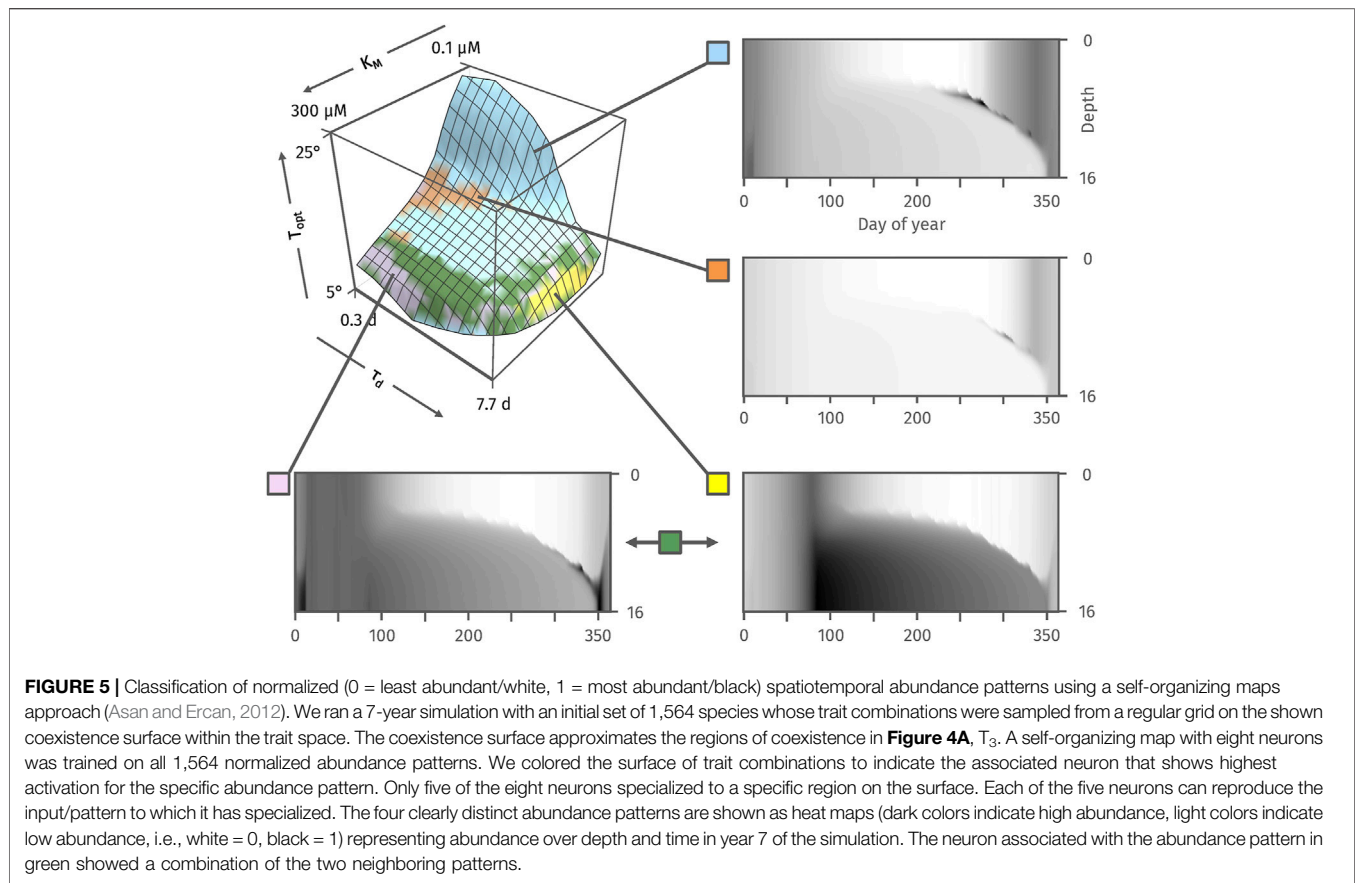 K_M
0.1 µM
300 µM
25°
T_opt
5°
0.3 d
T_d
7.7 d
0
Depth
16
0 100 200 350
Day of year
0
16
0 100 200 350
0
16
0 100 200 350
0
16
0 100 200 350
FIGURE 5 | Classification of normalized (0 = least abundant/white, 1 = most abundant/black) spatiotemporal abundance patterns using a self-organizing maps
approach (Asan and Ercan, 2012). We ran a 7-year simulation with an initial set of 1,564 species whose trait combinations were sampled from a regular grid on the shown
coexistence surface within the trait space. The coexistence surface approximates the regions of coexistence in Figure 4A, T₃. A self-organizing map with eight neurons
was trained on all 1,564 normalized abundance patterns. We colored the surface of trait combinations to indicate the associated neuron that shows highest
activation for the specific abundance pattern. Only five of the eight neurons specialized to a specific region on the surface. Each of the five neurons can reproduce the
input/pattern to which it has specialized. The four clearly distinct abundance patterns are shown as heat maps (dark colors indicate high abundance, light colors indicate
low abundance, i.e., white = 0, black = 1) representing abundance over depth and time in year 7 of the simulation. The neuron associated with the abundance pattern in
green showed a combination of the two neighboring patterns.